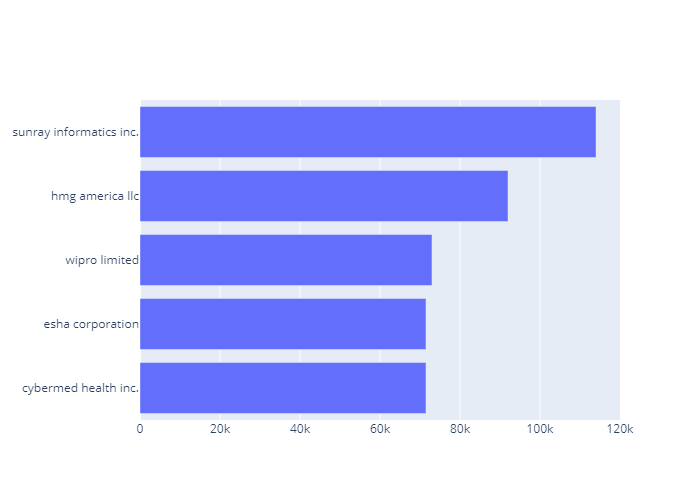 sunray informatics inc.
hmg america llc
wipro limited
esha corporation
cybermed health inc.
0 20k 40k 60k 80k 100k 120k